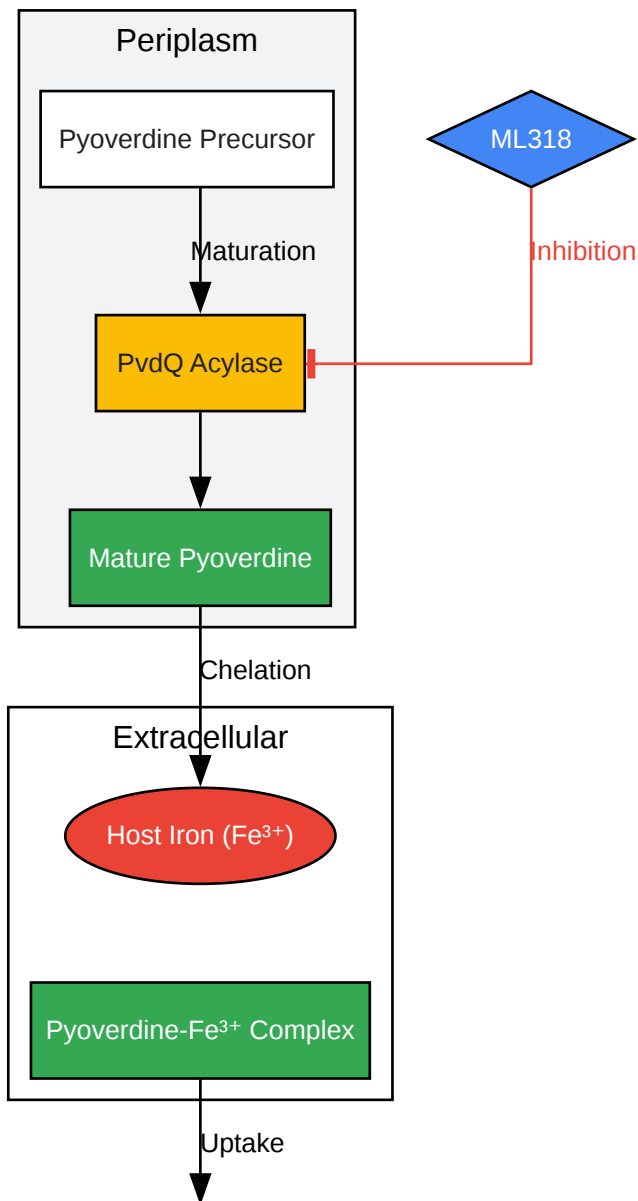 Periplasm
Pyoverdine Precursor
ML318
Maturation
Inhibition
PvdQ Acylase
Mature Pyoverdine
Chelation
Extracellular
Host Iron (Fe³⁺)
Pyoverdine-Fe³⁺ Complex
Uptake